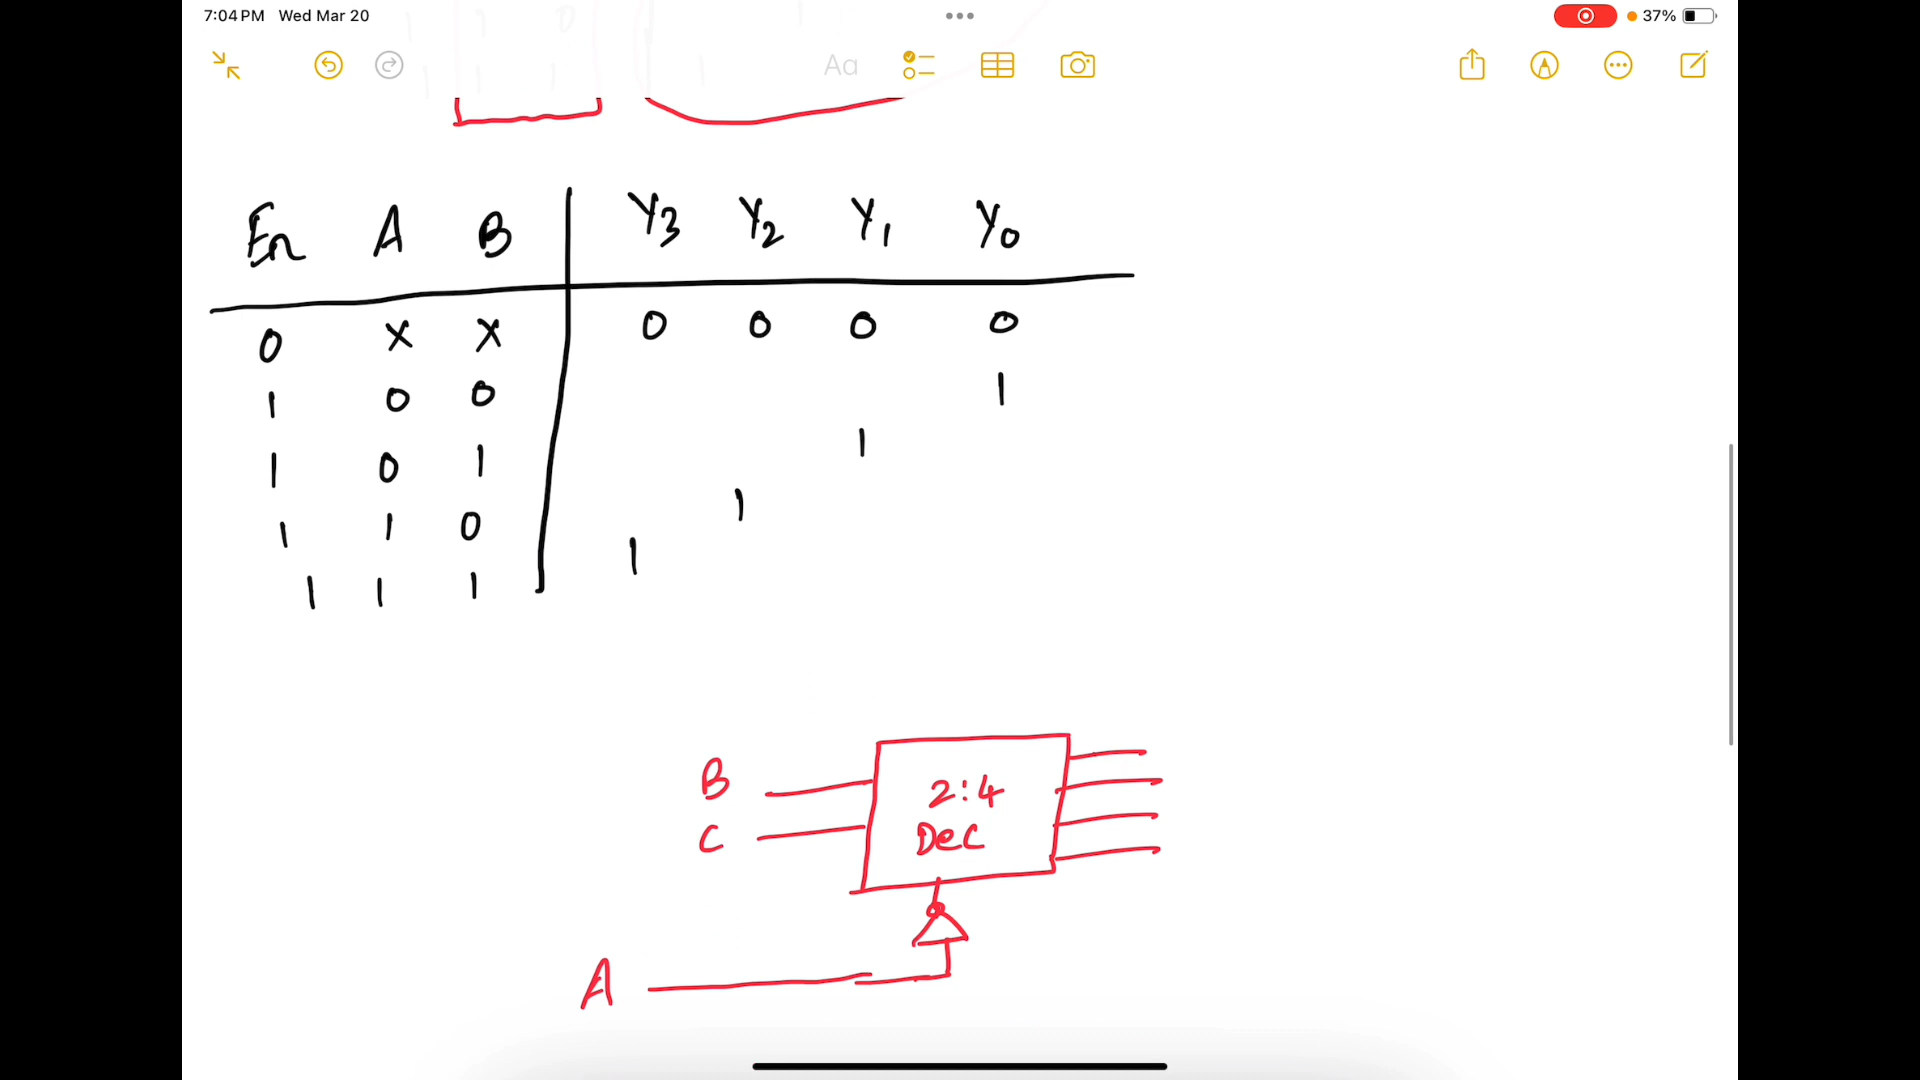 7:04 PM Wed Mar 20
37%
Aa
En A B Y3 Y2 Y1 Y0
0 X X 0 0 0 0
1 0 0 1
1 0 1 1
1 1 0 1
1 1 1 1
B
C
2:4
Dec
A